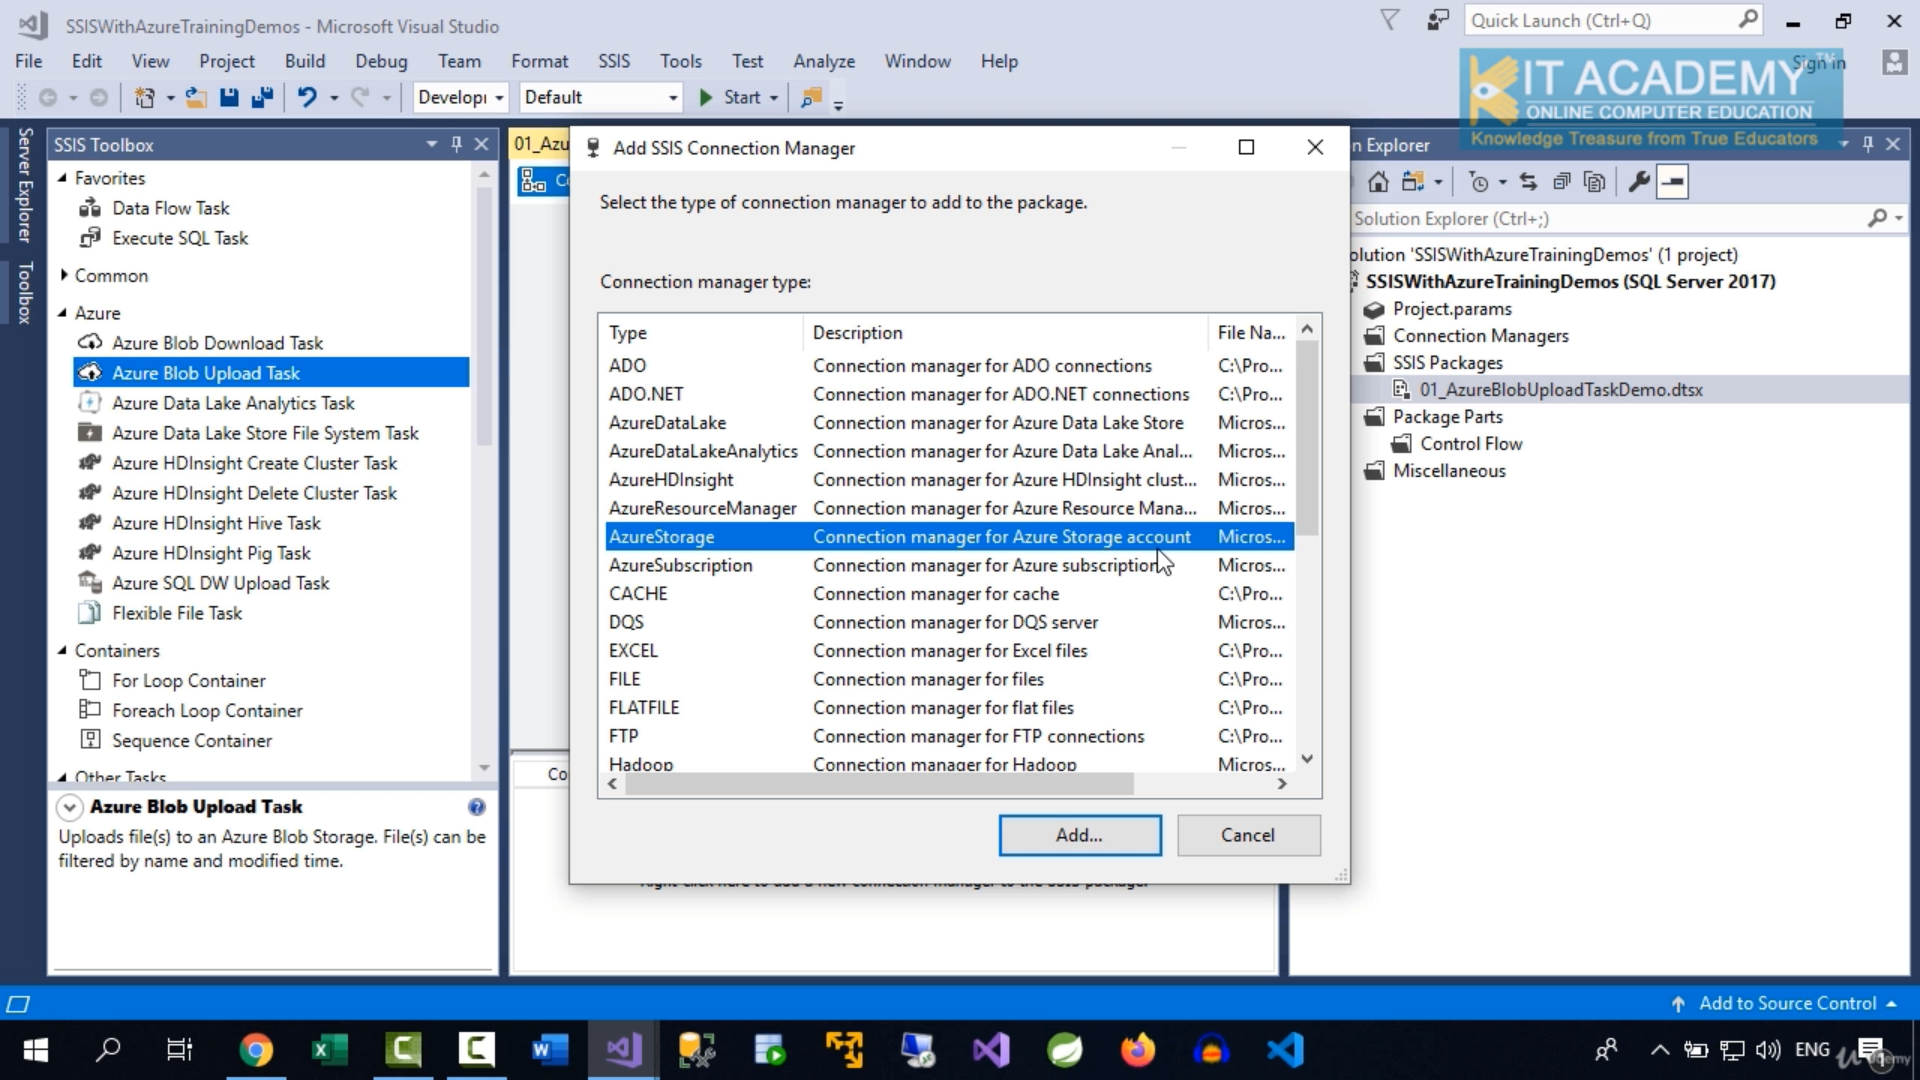 SSISWithAzureTrainingDemos - Microsoft Visual Studio
Quick Launch (Ctrl+Q)
File Edit View Project Build Debug Team Format SSIS Tools Test Analyze Window Help
Sign in
IT ACADEMY
ONLINE COMPUTER EDUCATION
Knowledge Treasure from True Educators
Develop
Default
Start
Server Explorer
Toolbox
SSIS Toolbox
Favorites
Data Flow Task
Execute SQL Task
Common
Azure
Azure Blob Download Task
Azure Blob Upload Task
Azure Data Lake Analytics Task
Azure Data Lake Store File System Task
Azure HDInsight Create Cluster Task
Azure HDInsight Delete Cluster Task
Azure HDInsight Hive Task
Azure HDInsight Pig Task
Azure SQL DW Upload Task
Flexible File Task
Containers
For Loop Container
Foreach Loop Container
Sequence Container
Other Tasks
Azure Blob Upload Task
Uploads file(s) to an Azure Blob Storage. File(s) can be
filtered by name and modified time.
01_Azu
Co
Co
Add SSIS Connection Manager
Select the type of connection manager to add to the package.
Connection manager type:
Type Description File Na...
ADO Connection manager for ADO connections C:\Pro...
ADO.NET Connection manager for ADO.NET connections C:\Pro...
AzureDataLake Connection manager for Azure Data Lake Store Micros...
AzureDataLakeAnalytics Connection manager for Azure Data Lake Anal... Micros...
AzureHDInsight Connection manager for Azure HDInsight clust... Micros...
AzureResourceManager Connection manager for Azure Resource Mana... Micros...
AzureStorage Connection manager for Azure Storage account Micros...
AzureSubscription Connection manager for Azure subscription Micros...
CACHE Connection manager for cache C:\Pro...
DQS Connection manager for DQS server Micros...
EXCEL Connection manager for Excel files C:\Pro...
FILE Connection manager for files C:\Pro...
FLATFILE Connection manager for flat files C:\Pro...
FTP Connection manager for FTP connections C:\Pro...
Hadoop Connection manager for Hadoop Micros...
Add... Cancel
Right-click here to add a new connection manager to the SSIS package.
n Explorer
Solution Explorer (Ctrl+;)
olution 'SSISWithAzureTrainingDemos' (1 project)
SSISWithAzureTrainingDemos (SQL Server 2017)
Project.params
Connection Managers
SSIS Packages
01_AzureBlobUploadTaskDemo.dtsx
Package Parts
Control Flow
Miscellaneous
Add to Source Control
ENG